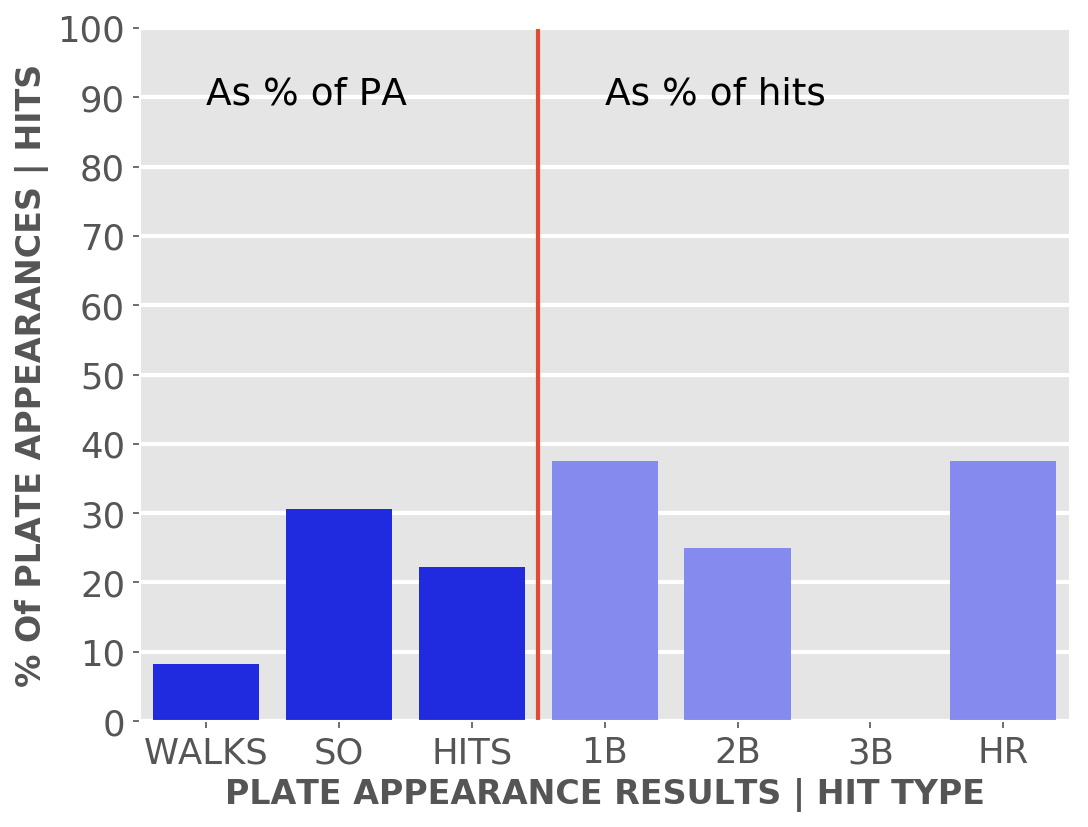 % Of PLATE APPEARANCES | HITS
100
90
80
70
60
50
40
30
20
10
0
As % of PA
As % of hits
WALKS SO HITS 1B 2B 3B HR
PLATE APPEARANCE RESULTS | HIT TYPE